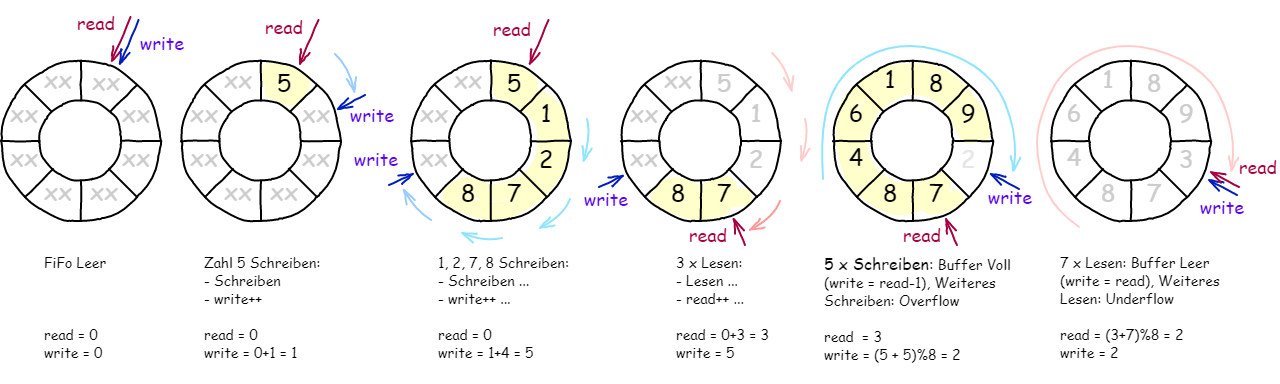 read
write
xx xx
xx xx
xx xx
xx xx
FiFo Leer
read = 0
write = 0
read
xx 5
xx xx
write
xx xx
xx xx
Zahl 5 Schreiben:
- Schreiben
- write++
read = 0
write = 0+1 = 1
read
xx 5
xx 1
write
xx 2
8 7
1, 2, 7, 8 Schreiben:
- Schreiben ...
- write++ ...
read = 0
write = 1+4 = 5
xx 5
xx 1
xx 2
8 7
write
read
3 x Lesen:
- Lesen ...
- read++ ...
read = 0+3 = 3
write = 5
1 8
6 9
4 2
8 7
write
read
5 x Schreiben: Buffer Voll
(write = read-1), Weiteres
Schreiben: Overflow
read = 3
write = (5 + 5)%8 = 2
1 8
6 9
4 3
8 7
read
write
7 x Lesen: Buffer Leer
(write = read), Weiteres
Lesen: Underflow
read = (3+7)%8 = 2
write = 2